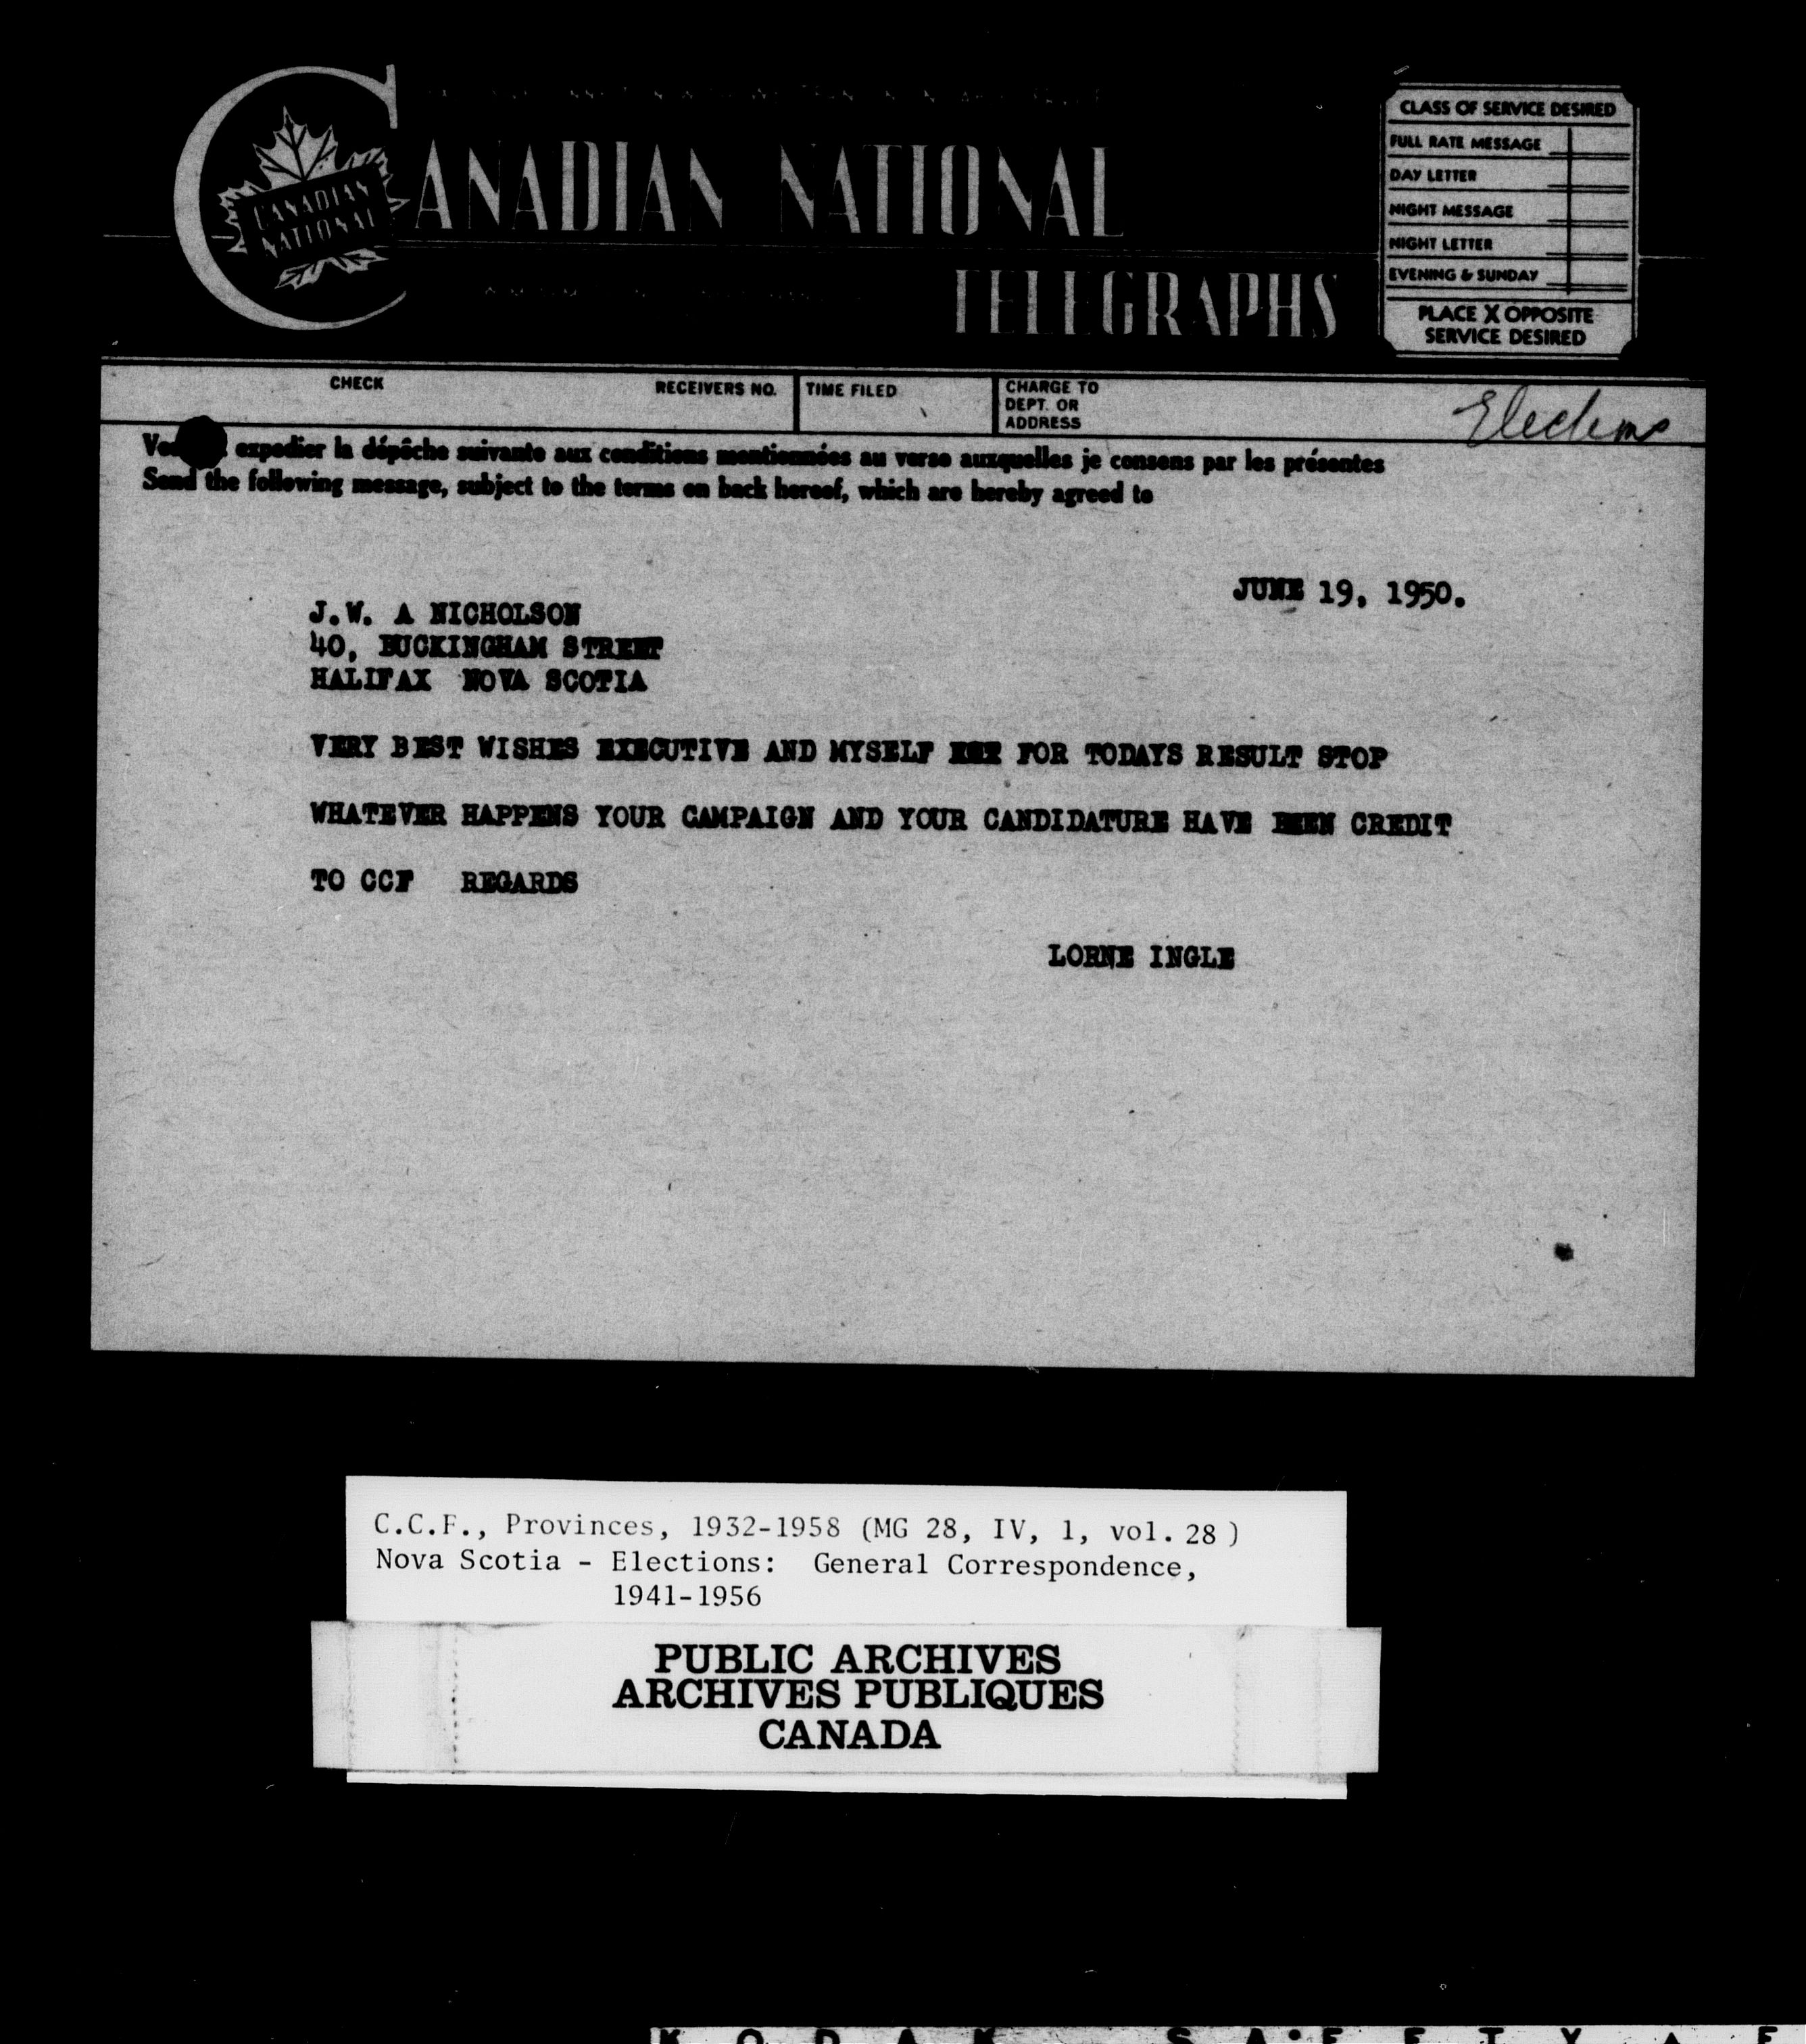 CANADIAN NATIONAL
CANADIAN
NATIONAL
TELEGRAPHS
CLASS OF SERVICE DESIRED
FULL RATE MESSAGE
DAY LETTER
NIGHT MESSAGE
NIGHT LETTER
EVENING & SUNDAY
PLACE X OPPOSITE
SERVICE DESIRED
CHECK
RECEIVERS NO.
TIME FILED
CHARGE TO
DEPT. OR
ADDRESS
Elections
expedier la dépêche suivante aux conditions mentionnées au verso auxquelles je consens par les présentes
Send the following message, subject to the terms on back hereof, which are hereby agreed to
JUNE 19, 1950.
J.W. A NICHOLSON
40, BUCKINGHAM STREET
HALIFAX NOVA SCOTIA
VERY BEST WISHES EXECUTIVE AND MYSELF FOR TODAYS RESULT STOP
WHATEVER HAPPENS YOUR CAMPAIGN AND YOUR CANDIDATURE HAVE BEEN CREDIT
TO CCF REGARDS
LORNE INGLE
C.C.F., Provinces, 1932-1958 (MG 28, IV, 1, vol. 28)
Nova Scotia - Elections: General Correspondence,
1941-1956
PUBLIC ARCHIVES
ARCHIVES PUBLIQUES
CANADA
KODAK SAFETY